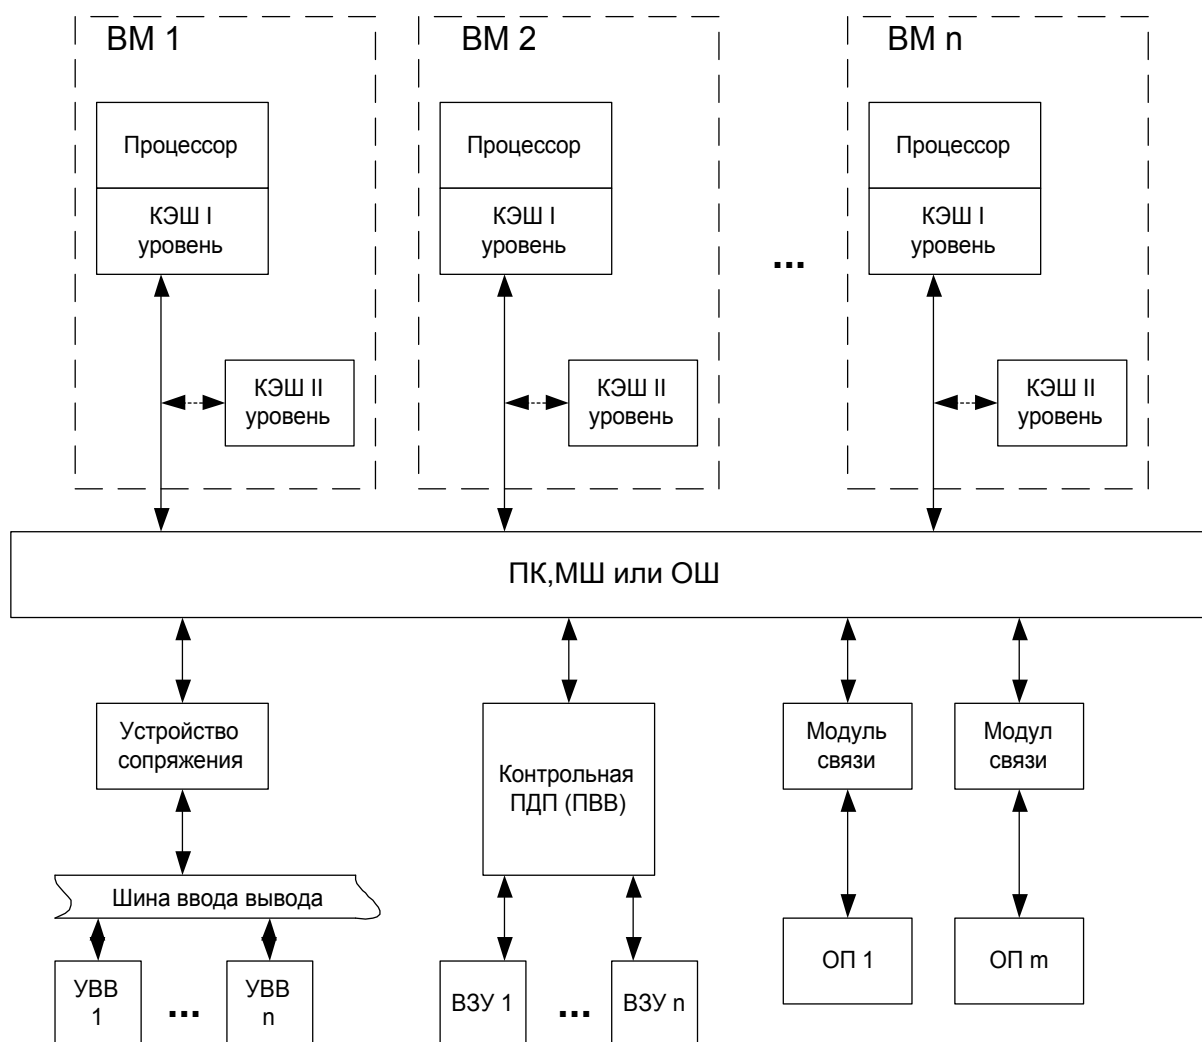 ВМ 1
ВМ 2
ВМ n
Процессор
Процессор
Процессор
КЭШ I
уровень
КЭШ I
уровень
КЭШ I
уровень
...
КЭШ II
уровень
КЭШ II
уровень
КЭШ II
уровень
ПК,МШ или ОШ
Устройство
сопряжения
Контрольная
ПДП (ПВВ)
Модуль
связи
Модул
связи
Шина ввода вывода
УВВ
1
...
УВВ
n
ВЗУ 1
...
ВЗУ n
ОП 1
ОП m